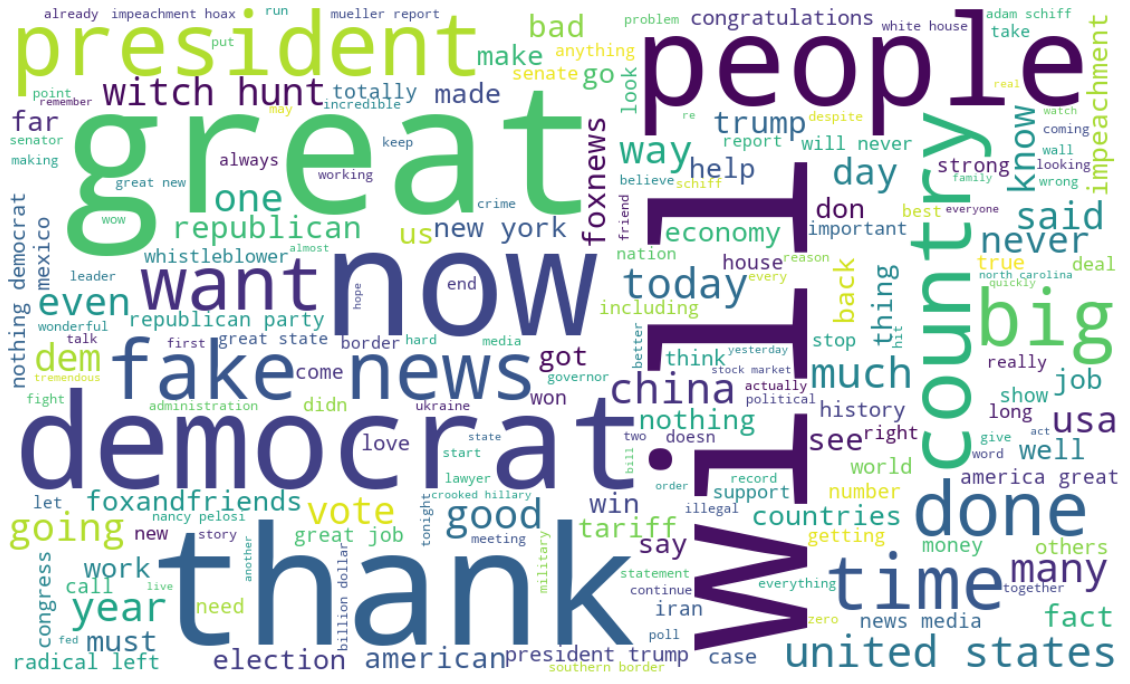 already impeachment hoax
run
mueller report
congratulations
white house
adam schiff
president
put
bad
make
anything
problem
people
take
senate
go
look
point
remember
witch hunt
totally
made
incredible
may
far
great
foxnews
trump
despite
real
watch
re
know
coming
impeachment
senator
making
always
keep
working
way
report
will never
country
strong
wall
looking
wrong
family
great new
one
crime
believe
schiff
help
day
wow
us
new york
friend
will
don
best
everyone
said
republican
economy
important
never
nothing democrat
mexico
whistleblower
almost
nation
house
reason
true
deal
leader
want
now
end
hope
today
every
back
thing
north carolina
quickly
even
including
big
wonderful
republican party
talk
first
great state
border
hard
media
got
better
think
yesterday
stop
hit
dem
fake news
come
stock market
really
tremendous
governor
won
china
actually
political
much
job
fight
administration
didn
ukraine
nothing
history
show
long
usa
democrat
love
two
doesn
see
right
give
act
word
well
state
start
bill
record
world
america great
let
lawyer
crooked hillary
order
support
number
foxandfriends
vote
good
win
illegal
countries
done
going
nancy pelosi
new
story
great job
tonight
meeting
tariff
say
getting
money
others
congress
work
another
thank
military
statement
everything
time
many
call
live
continue
together
year
need
billion dollar
iran
zero
news media
fact
fed
must
poll
radical left
election
american
president trump
southern border
case
united states